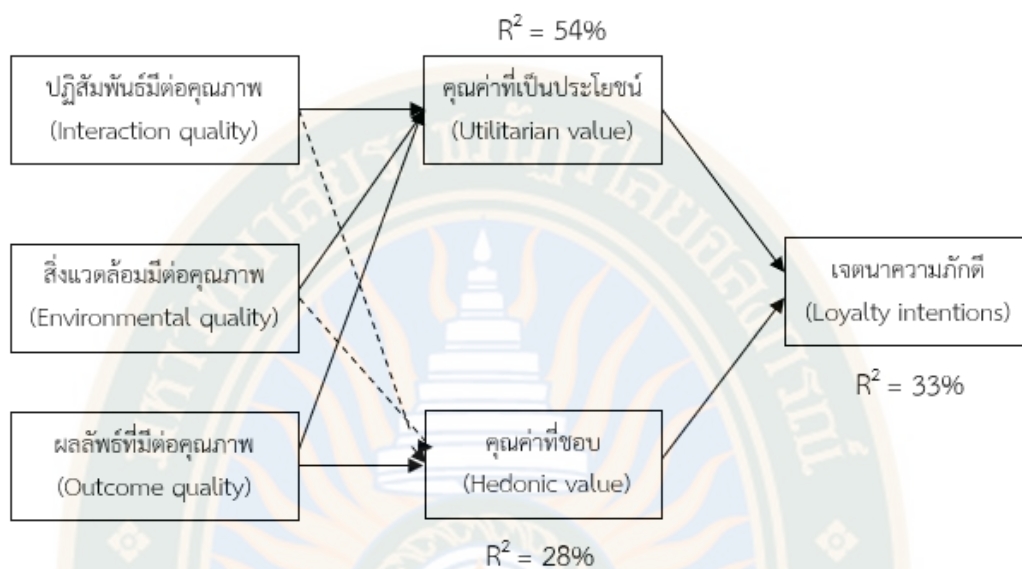 R² = 54%
ปฏิสัมพันธ์มีต่อคุณภาพ
(Interaction quality)
คุณค่าที่เป็นประโยชน์
(Utilitarian value)
สิ่งแวดล้อมมีต่อคุณภาพ
(Environmental quality)
เจตนาความภักดี
(Loyalty intentions)
R² = 33%
ผลลัพธ์ที่มีต่อคุณภาพ
(Outcome quality)
คุณค่าที่ชอบ
(Hedonic value)
R² = 28%